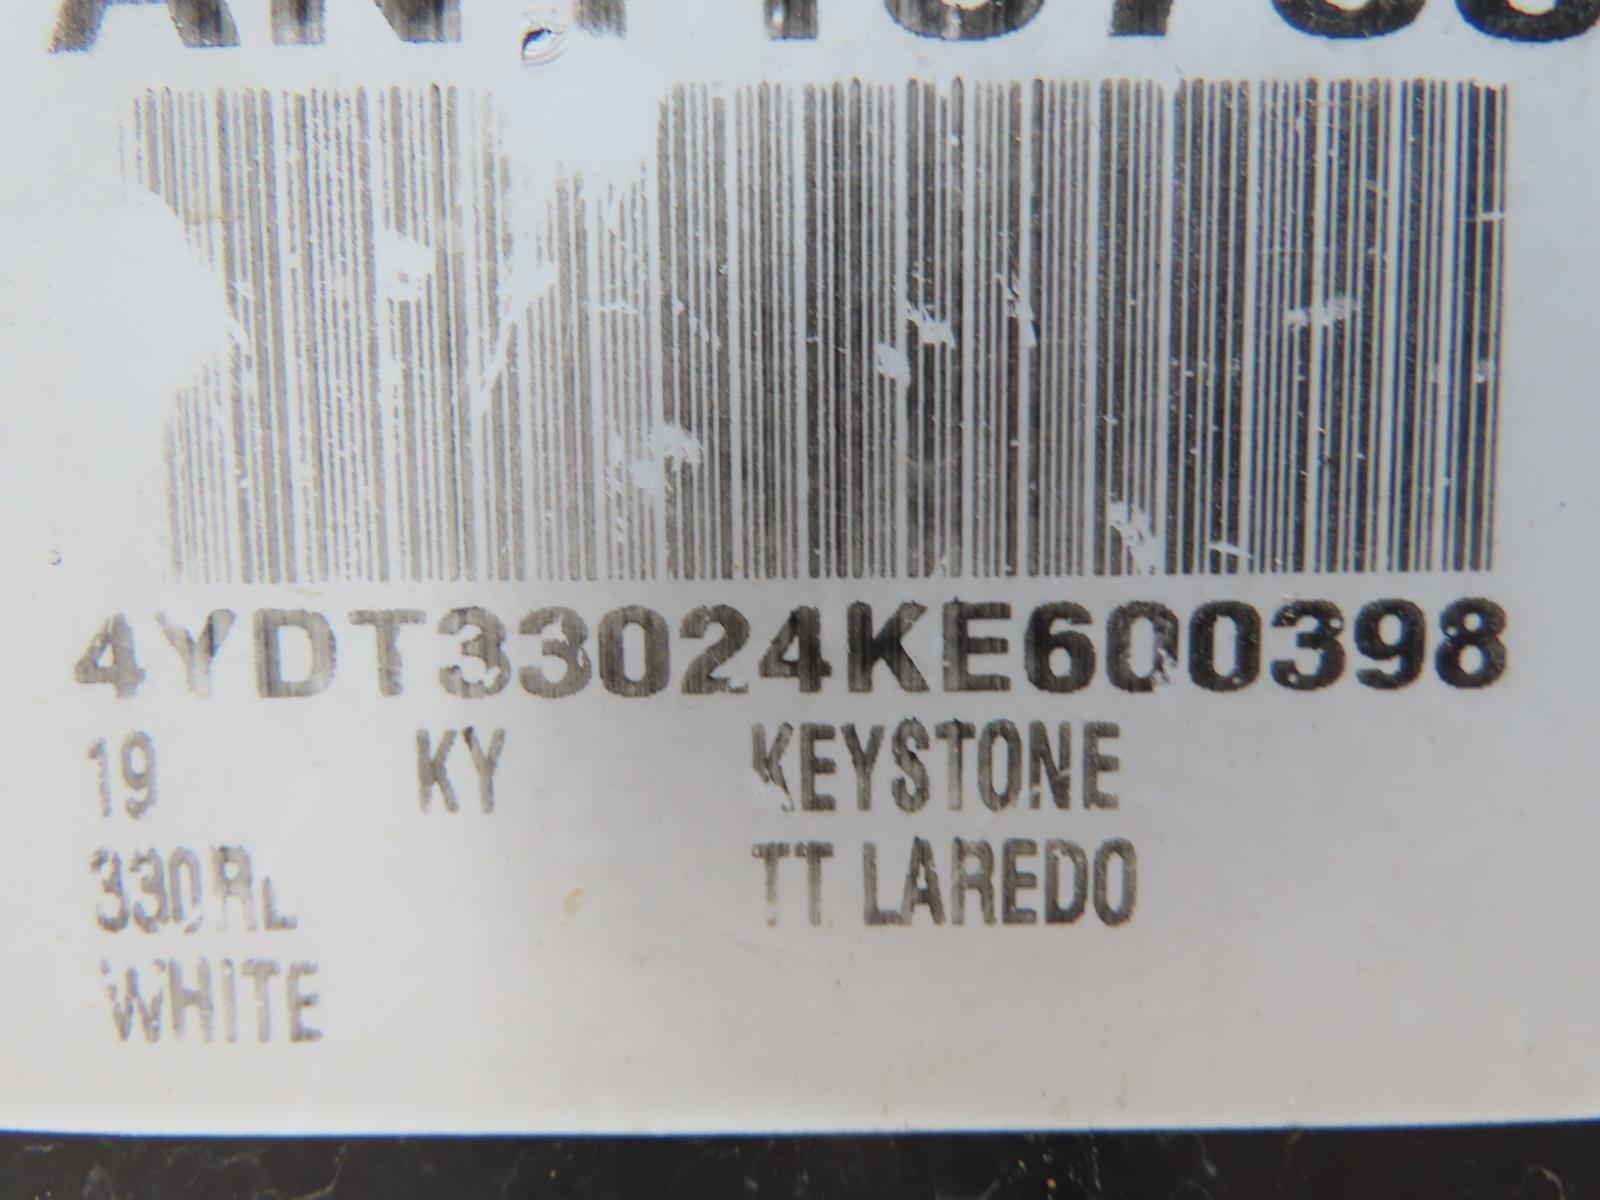 4YDT33024KE600398
19 KY KEYSTONE
330RL TT LAREDO
WHITE